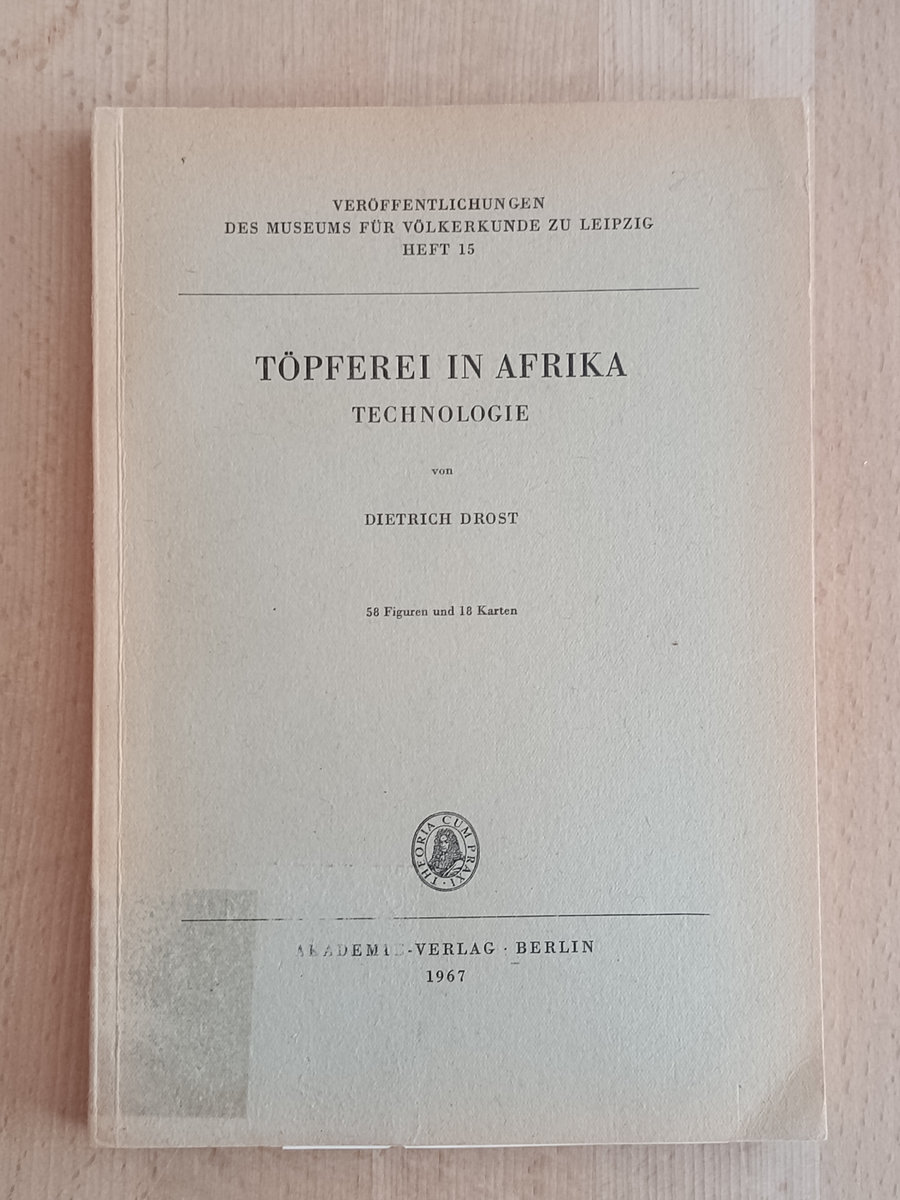 VERÖFFENTLICHUNGEN
DES MUSEUMS FÜR VÖLKERKUNDE ZU LEIPZIG
HEFT 15
TÖPFEREI IN AFRIKA
TECHNOLOGIE
von
DIETRICH DROST
58 Figuren und 18 Karten
THEORIA CUM PRAXI
AKADEMIE-VERLAG · BERLIN
1967